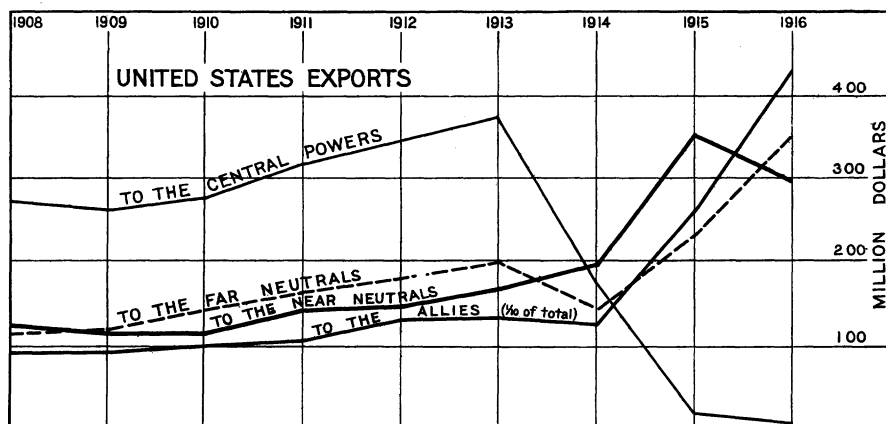 1908 1909 1910 1911 1912 1913 1914 1915 1916
UNITED STATES EXPORTS
400
TO THE CENTRAL POWERS
300
200
TO THE FAR NEUTRALS
TO THE NEAR NEUTRALS
TO THE ALLIES (1/10 of total)
100
MILLION DOLLARS